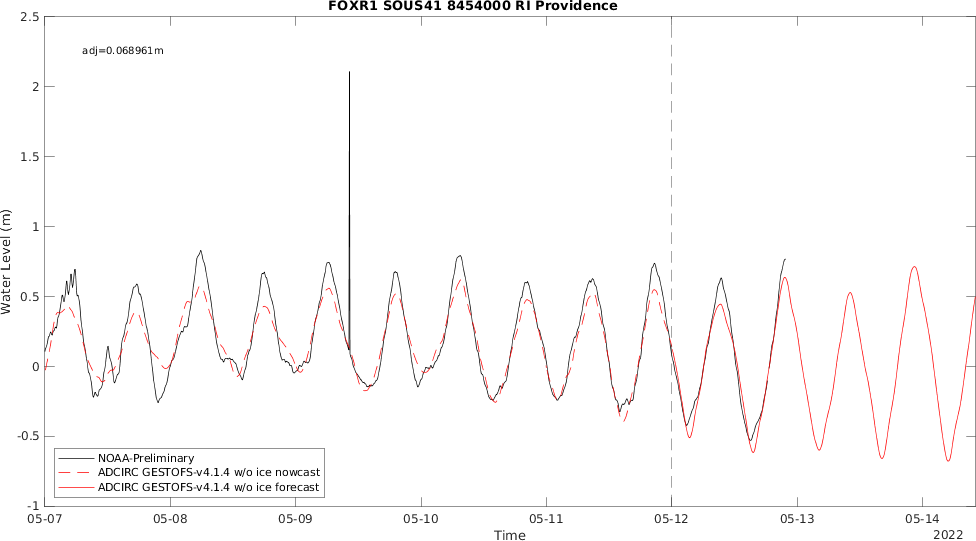 FOXR1 SOUS41 8454000 RI Providence
adj=0.068961m
Water Level (m)
2.5
2
1.5
1
0.5
0
-0.5
-1
NOAA-Preliminary
ADCIRC GESTOFS-v4.1.4 w/o ice nowcast
ADCIRC GESTOFS-v4.1.4 w/o ice forecast
05-07
05-08
05-09
05-10
05-11
05-12
05-13
05-14
Time
2022